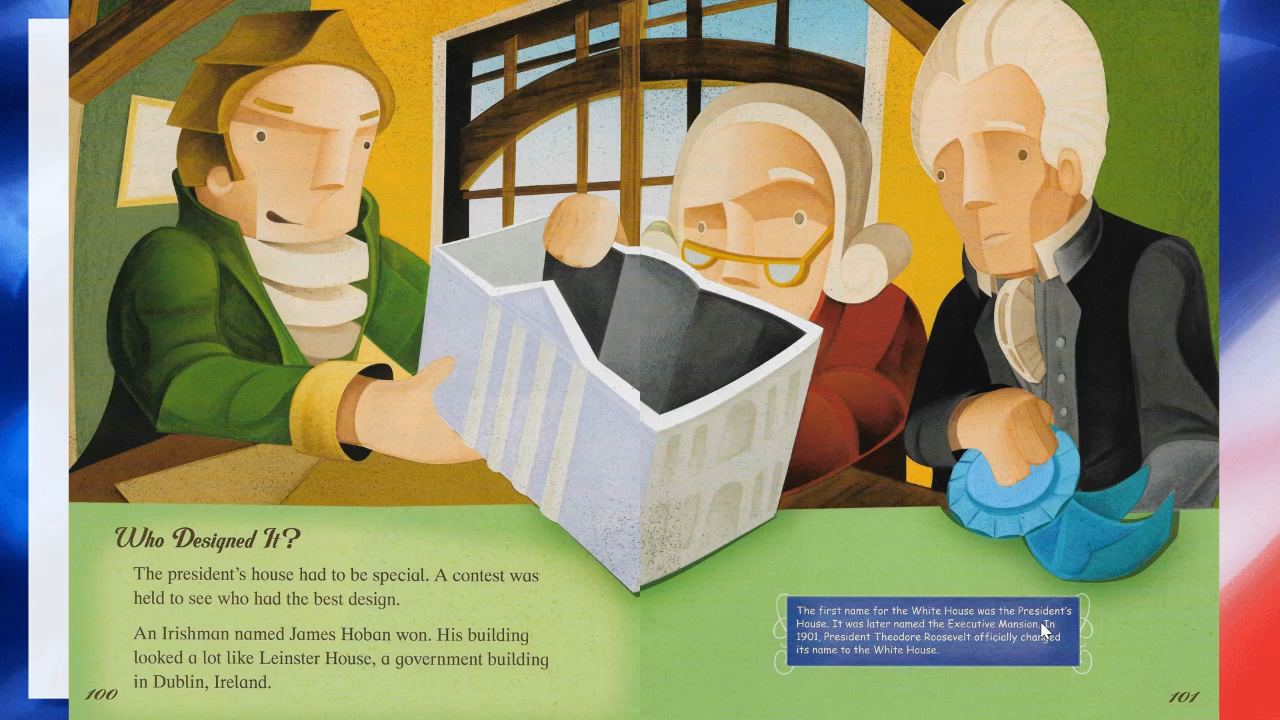 Who Designed It?
The president's house had to be special. A contest was
held to see who had the best design.
An Irishman named James Hoban won. His building
looked a lot like Leinster House, a government building
in Dublin, Ireland.
100
The first name for the White House was the President's
House. It was later named the Executive Mansion. In
1901, President Theodore Roosevelt officially changed
its name to the White House.
101